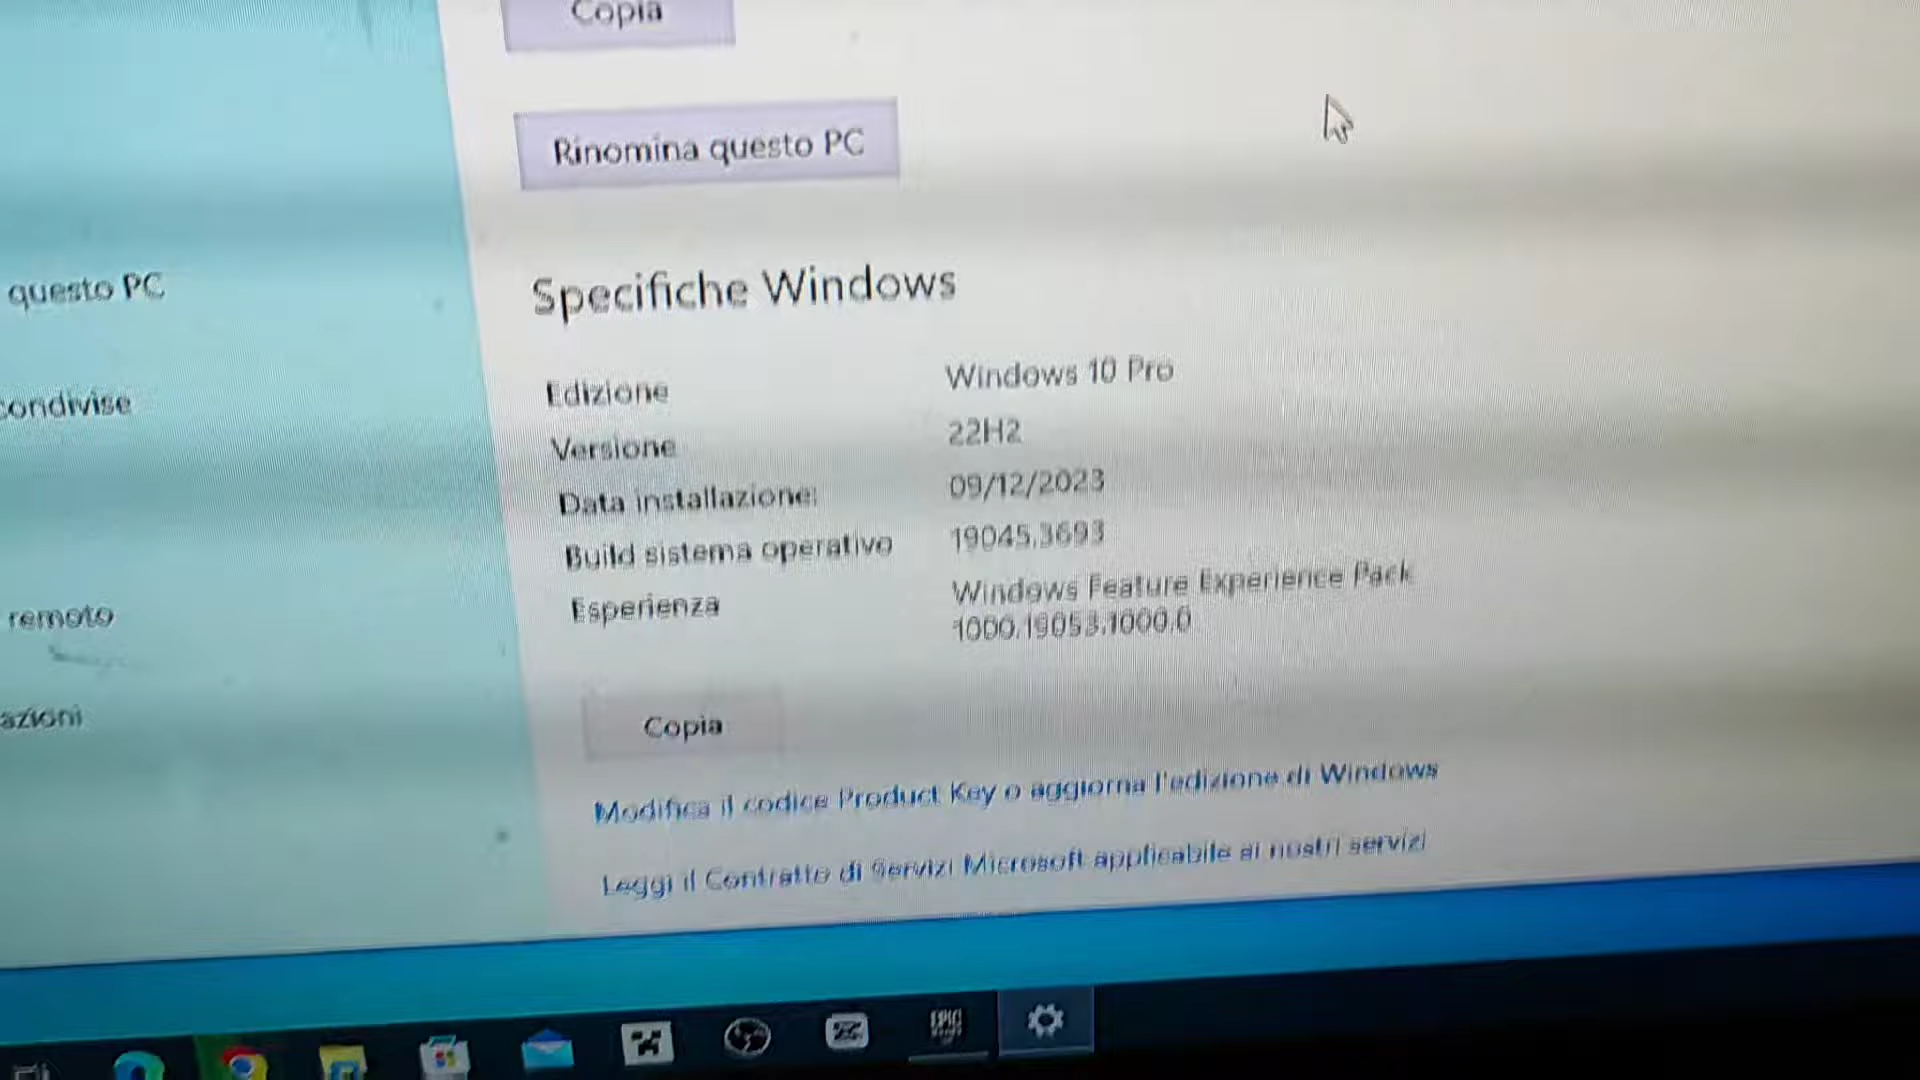 Copia
Rinomina questo PC
questo PC
condivise
remoto
azioni
Specifiche Windows
Edizione Windows 10 Pro
Versione 22H2
Data installazione: 09/12/2023
Build sistema operativo 19045.3693
Esperienza Windows Feature Experience Pack
1000.19053.1000.0
Copia
Modifica il codice Product Key o aggiorna l'edizione di Windows
Leggi il Contratto di Servizi Microsoft applicabile ai nostri servizi
EPIC